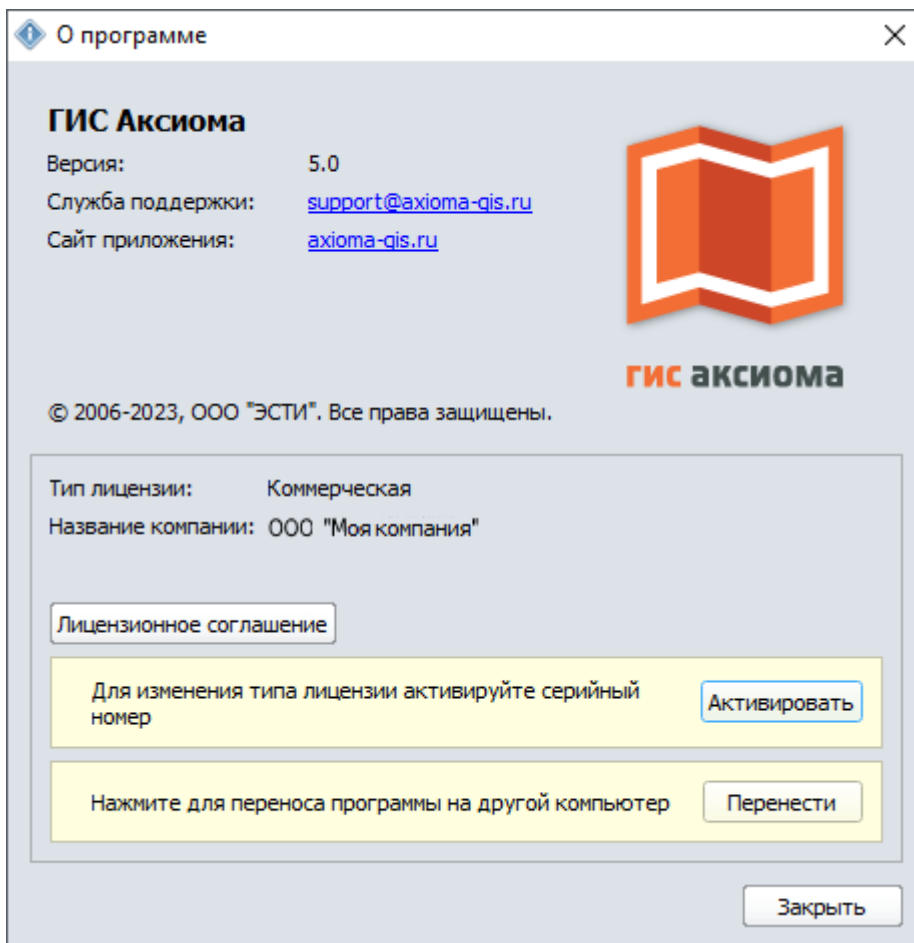 О программе
ГИС Аксиома
Версия: 5.0
Служба поддержки: support@axioma-gis.ru
Сайт приложения: axioma-gis.ru
гис аксиома
© 2006-2023, ООО "ЭСТИ". Все права защищены.
Тип лицензии: Коммерческая
Название компании: ООО "Моя компания"
Лицензионное соглашение
Для изменения типа лицензии активируйте серийный
номер
Активировать
Нажмите для переноса программы на другой компьютер
Перенести
Закрыть